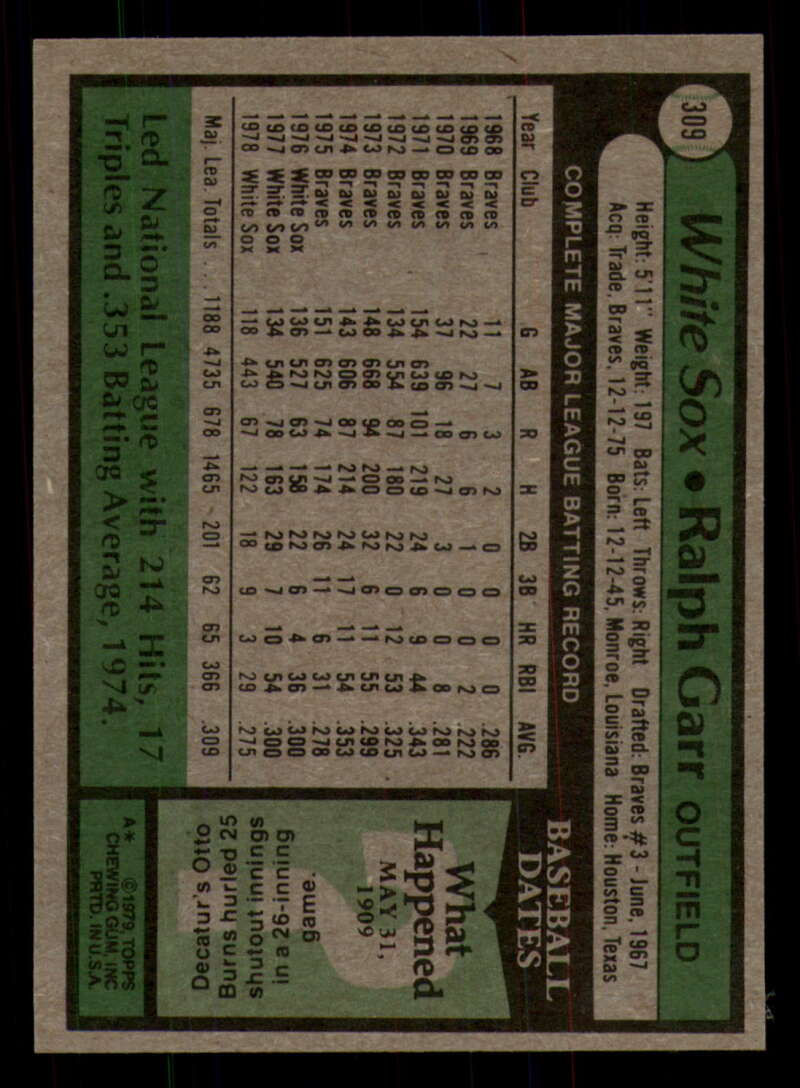 309
White Sox • Ralph Garr OUTFIELD
Height: 5'11" Weight: 197 Bats: Left Throws: Right Drafted: Braves #3 - June, 1967
Acq: Trade, Braves, 12-12-75 Born: 12-12-45, Monroe, Louisiana Home: Houston, Texas
COMPLETE MAJOR LEAGUE BATTING RECORD
Year Club G AB R H 2B 3B HR RBI AVG.
1968 Braves 11 7 3 2 0 0 0 0 .286
1969 Braves 22 27 6 6 1 0 0 2 .222
1970 Braves 37 96 18 27 3 0 0 8 .281
1971 Braves 154 639 101 219 24 6 9 44 .343
1972 Braves 134 554 87 180 22 0 12 53 .325
1973 Braves 148 668 94 200 32 6 11 55 .299
1974 Braves 143 606 87 214 24 17 11 54 .353
1975 Braves 151 625 74 174 26 11 6 31 .278
1976 White Sox 136 527 63 158 22 6 4 36 .300
1977 White Sox 134 540 78 163 29 7 10 54 .300
1978 White Sox 118 443 67 122 18 9 3 29 .275
Maj. Lea. Totals . . . 1188 4735 678 1465 201 62 65 366 .309
Led National League with 214 Hits, 17
Triples and .353 Batting Average, 1974.
BASEBALL
DATES
What
Happened
MAY 31,
1909
Decatur's Otto
Burns hurled 25
shutout innings
in a 26-inning
game.
A* ©1979, TOPPS
CHEWING GUM, INC
PRTD. IN U.S.A.